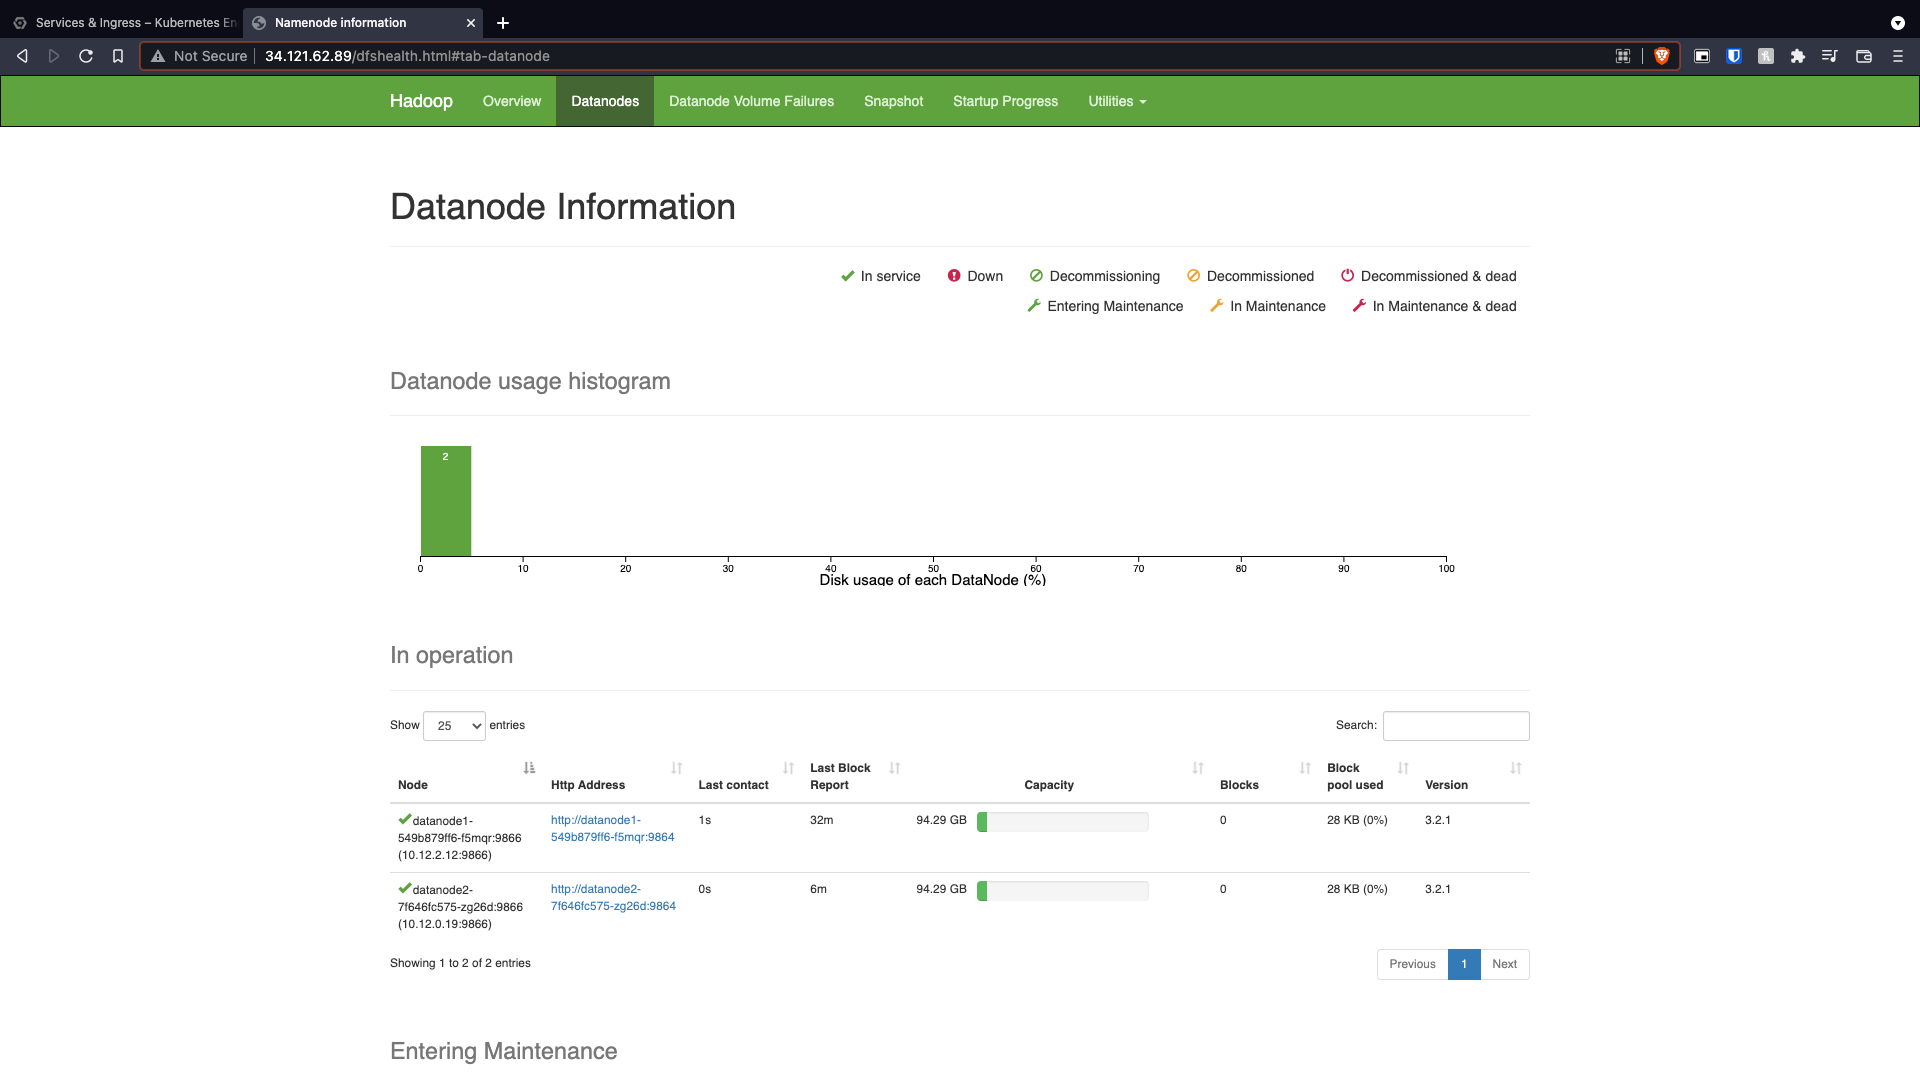 Services & Ingress – Kubernetes En
Namenode information
Not Secure
34.121.62.89/dfshealth.html#tab-datanode
Hadoop Overview Datanodes Datanode Volume Failures Snapshot Startup Progress Utilities
Datanode Information
In service Down Decommissioning Decommissioned Decommissioned & dead
Entering Maintenance In Maintenance In Maintenance & dead
Datanode usage histogram
2
0 10 20 30 40 50 60 70 80 90 100
Disk usage of each DataNode (%)
In operation
Show 25 entries Search:
Last Block Block
Node Http Address Last contact Report Capacity Blocks pool used Version
datanode1- http://datanode1- 1s 32m 94.29 GB 0 28 KB (0%) 3.2.1
549b879ff6-f5mqr:9866 549b879ff6-f5mqr:9864
(10.12.2.12:9866)
datanode2- http://datanode2- 0s 6m 94.29 GB 0 28 KB (0%) 3.2.1
7f646fc575-zg26d:9866 7f646fc575-zg26d:9864
(10.12.0.19:9866)
Showing 1 to 2 of 2 entries Previous 1 Next
Entering Maintenance